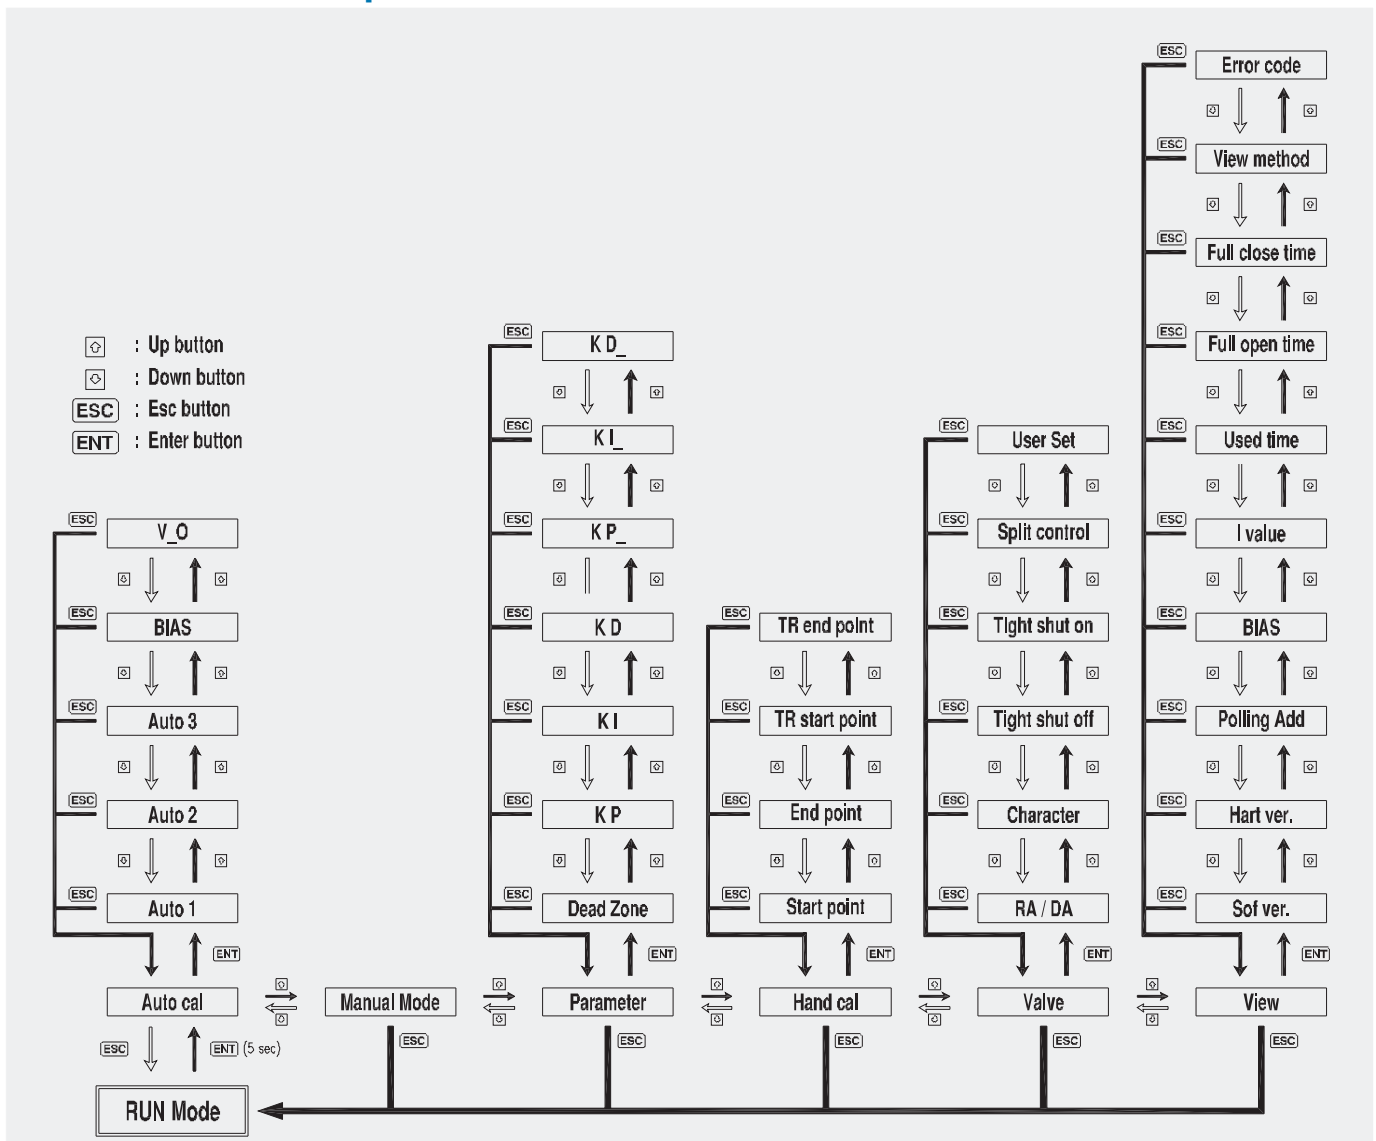 ESC Error code
ESC View method
ESC Full close time
ESC Full open time
: Up button
: Down button
ESC : Esc button
ENT : Enter button
ESC V_O
ESC BIAS
ESC Auto 3
ESC Auto 2
ESC Auto 1
ENT
Auto cal
ESC ENT (5 sec)
RUN Mode
Manual Mode
ESC
ESC K D_
ESC K I_
ESC K P_
ESC K D
ESC K I
ESC K P
ESC Dead Zone
ENT
Parameter
ESC
ESC TR end point
ESC TR start point
ESC End point
ESC Start point
ENT
Hand cal
ESC
ESC User Set
ESC Split control
ESC Tight shut on
ESC Tight shut off
ESC Character
ESC RA / DA
ENT
Valve
ESC
ESC Used time
ESC I value
ESC BIAS
ESC Polling Add
ESC Hart ver.
ESC Sof ver.
ENT
View
ESC